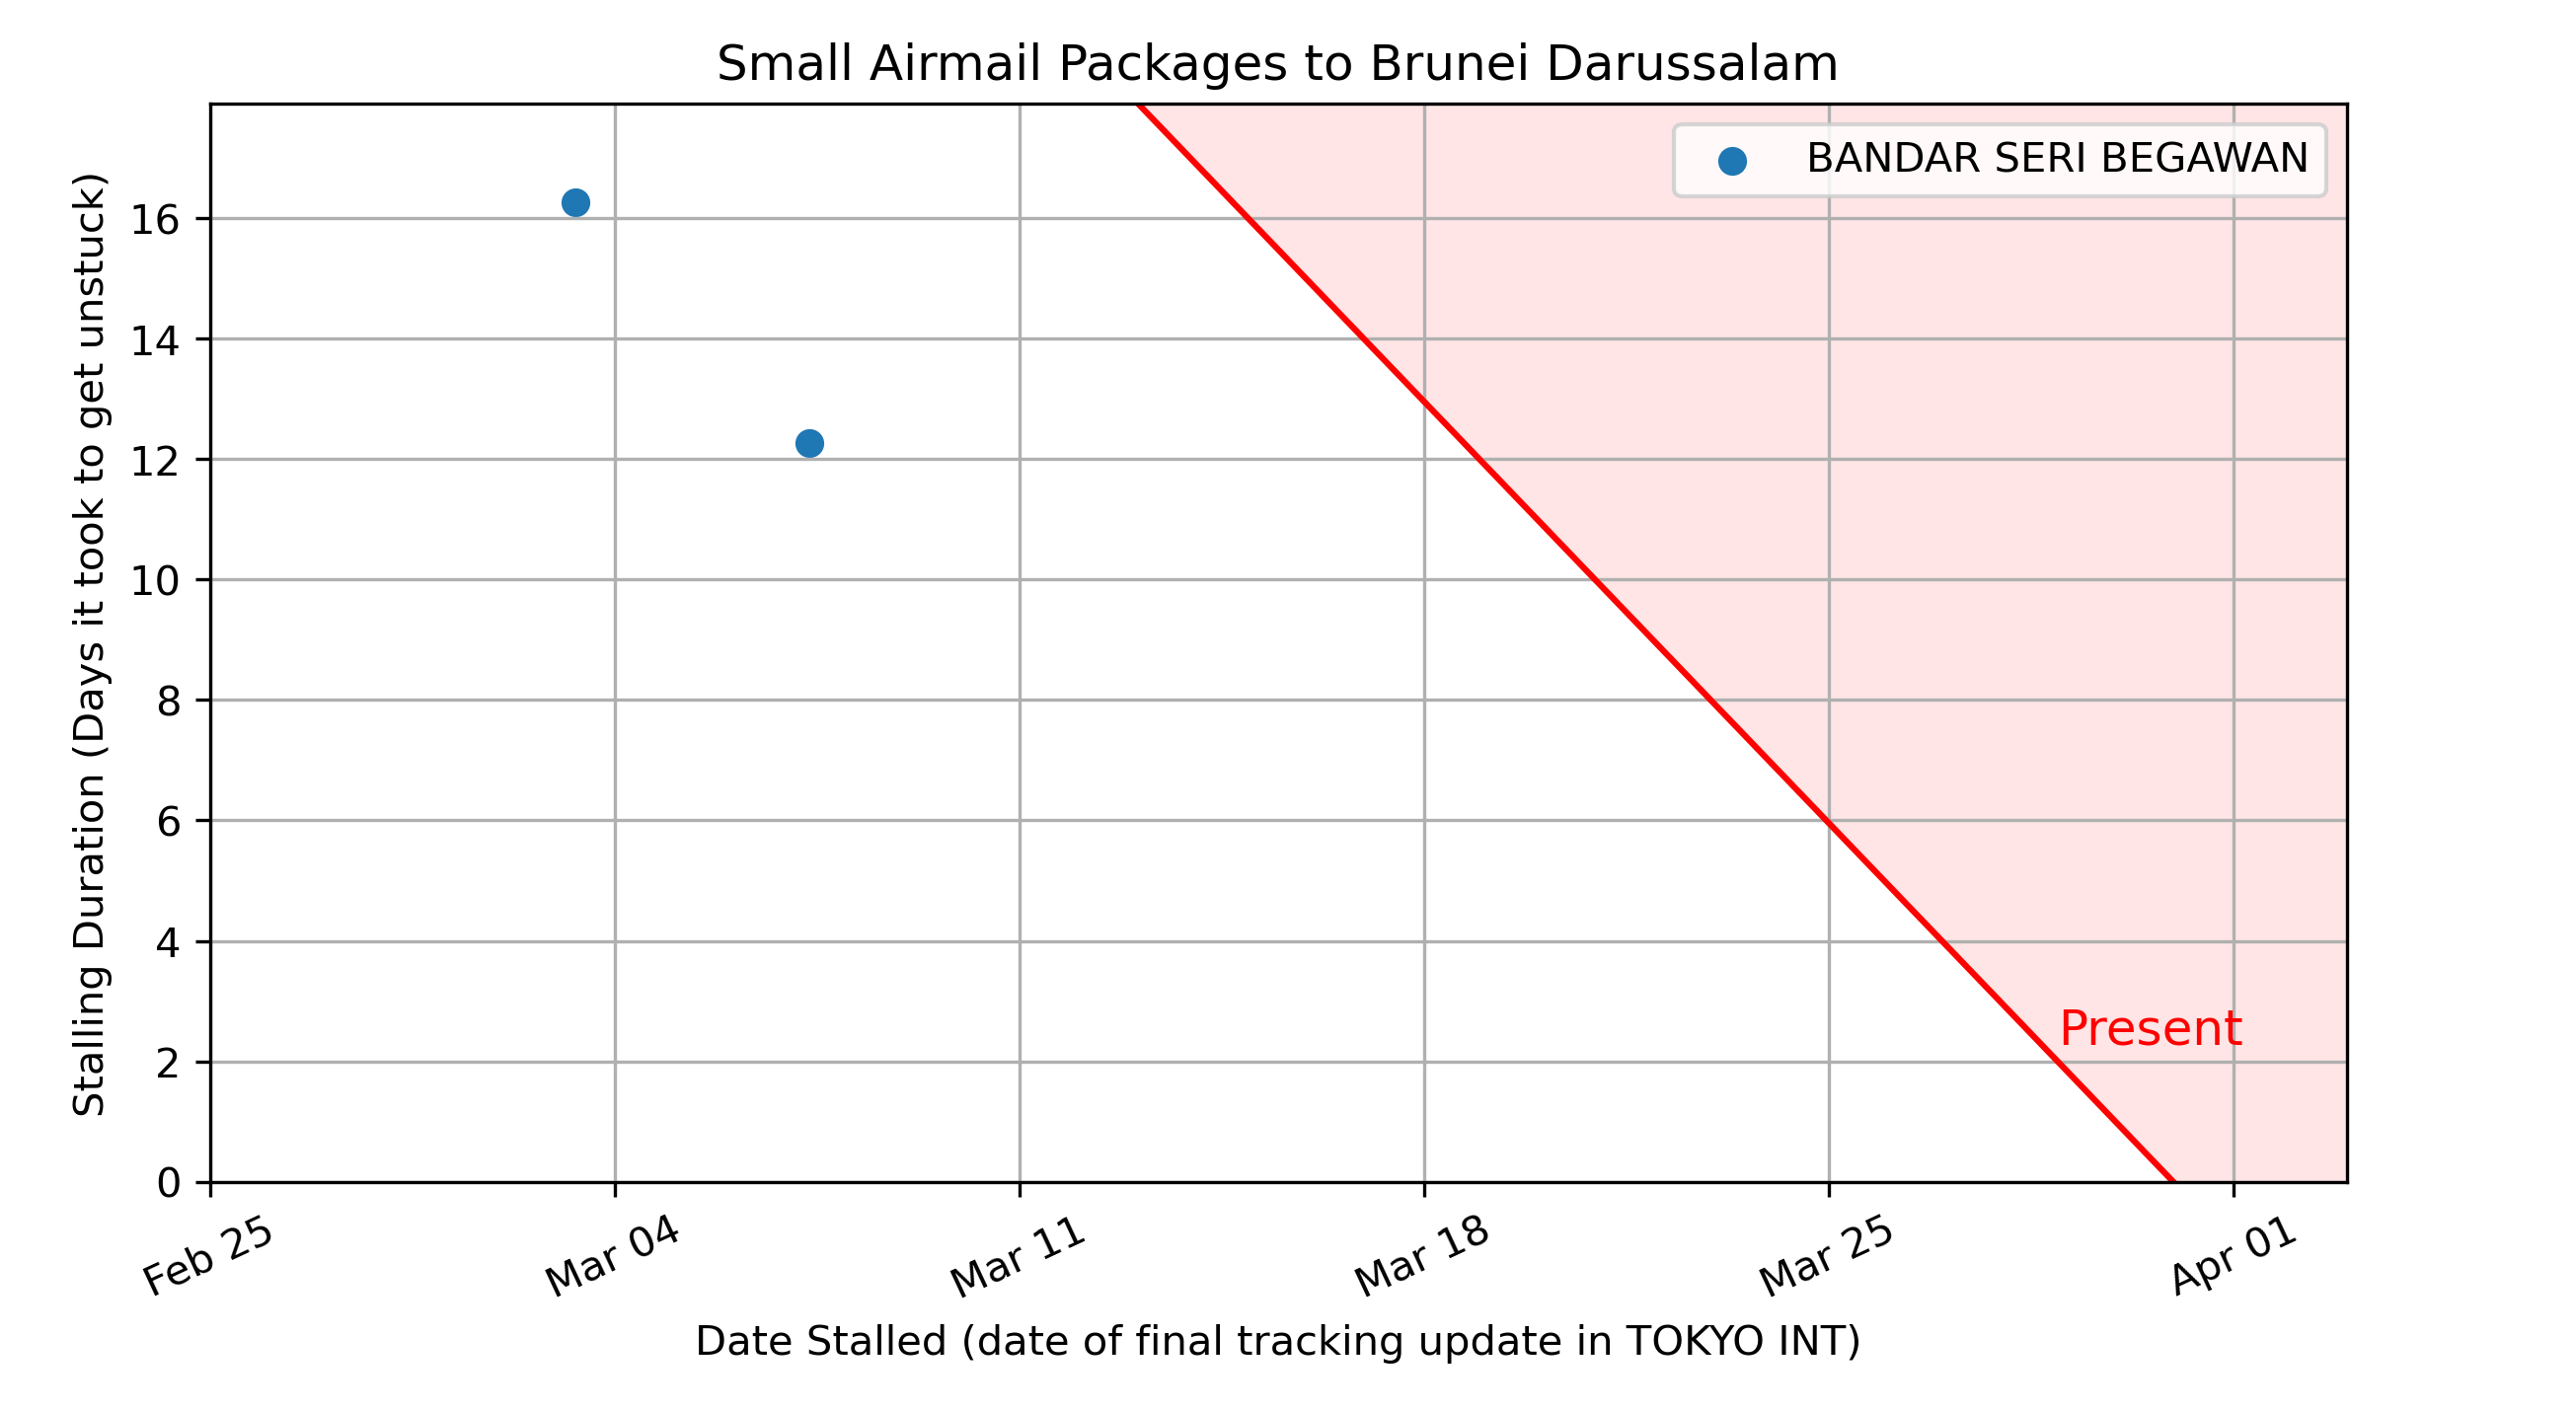 Small Airmail Packages to Brunei Darussalam
BANDAR SERI BEGAWAN
Stalling Duration (Days it took to get unstuck)
16
14
12
10
8
6
4
2
0
Present
Feb 25
Mar 04
Mar 11
Mar 18
Mar 25
Apr 01
Date Stalled (date of final tracking update in TOKYO INT)